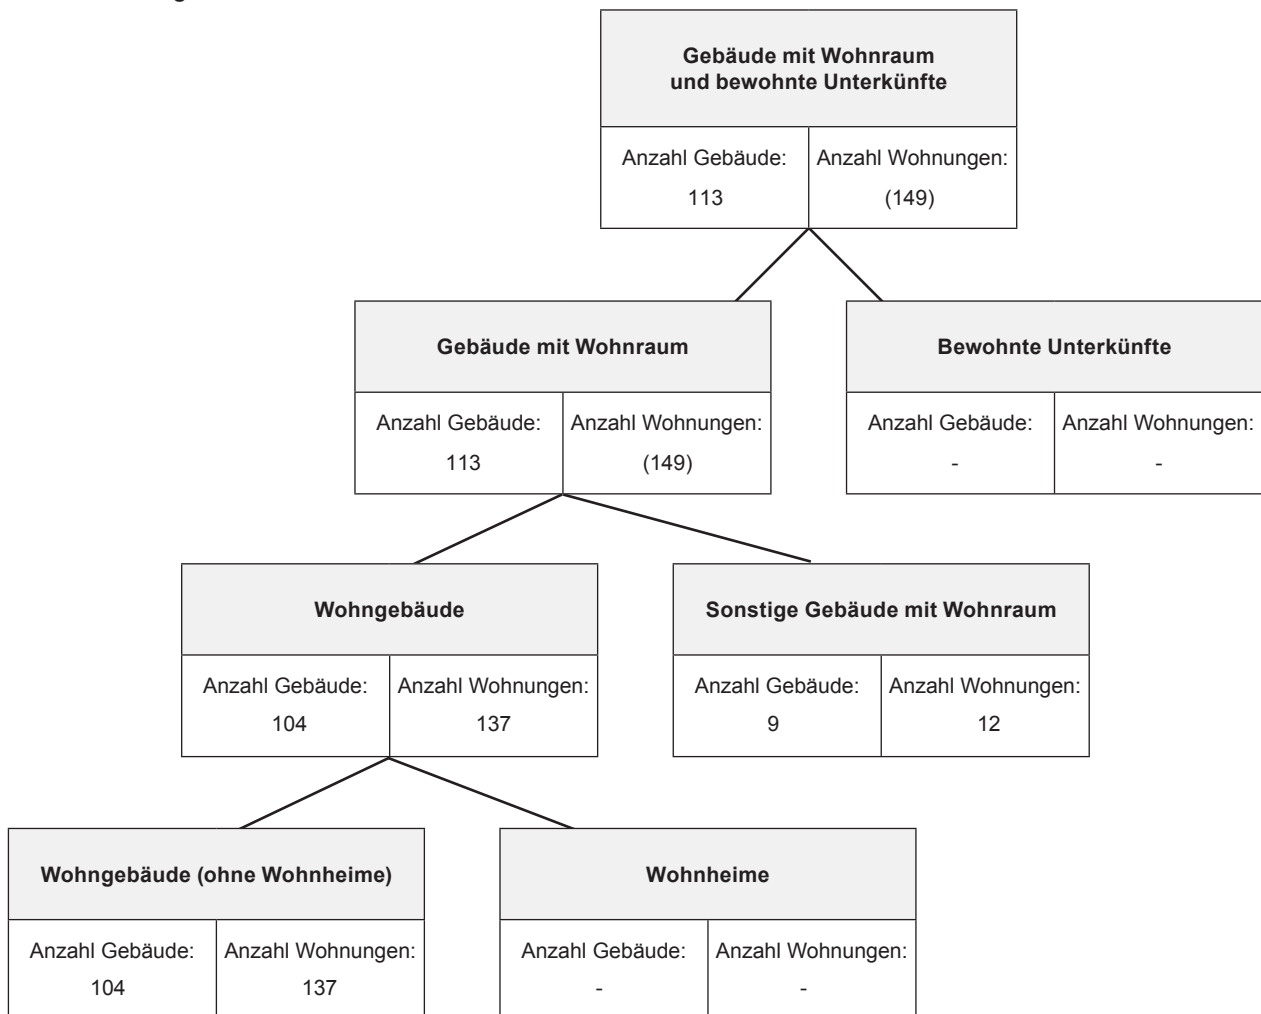 Gebäude mit Wohnraum
und bewohnte Unterkünfte
Anzahl Gebäude: Anzahl Wohnungen:
113 (149)
Gebäude mit Wohnraum Bewohnte Unterkünfte
Anzahl Gebäude: Anzahl Wohnungen: Anzahl Gebäude: Anzahl Wohnungen:
113 (149) - -
Wohngebäude Sonstige Gebäude mit Wohnraum
Anzahl Gebäude: Anzahl Wohnungen: Anzahl Gebäude: Anzahl Wohnungen:
104 137 9 12
Wohngebäude (ohne Wohnheime) Wohnheime
Anzahl Gebäude: Anzahl Wohnungen: Anzahl Gebäude: Anzahl Wohnungen:
104 137 - -